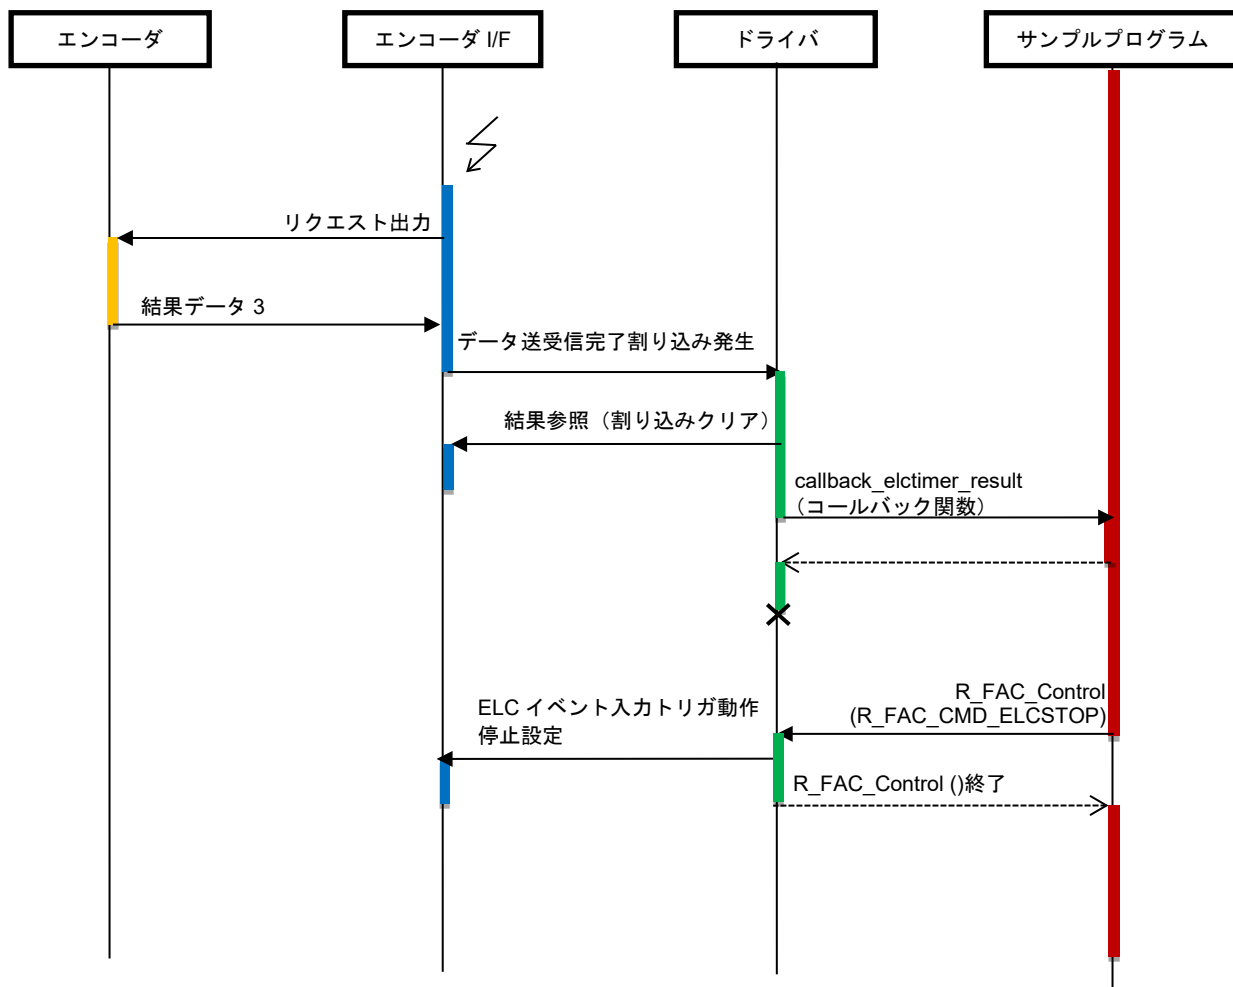 エンコーダ
エンコーダ I/F
ドライバ
サンプルプログラム
リクエスト出力
結果データ 3
データ送受信完了割り込み発生
結果参照（割り込みクリア）
callback_elctimer_result
（コールバック関数）
R_FAC_Control
(R_FAC_CMD_ELCSTOP)
ELC イベント入力トリガ動作
停止設定
R_FAC_Control ()終了